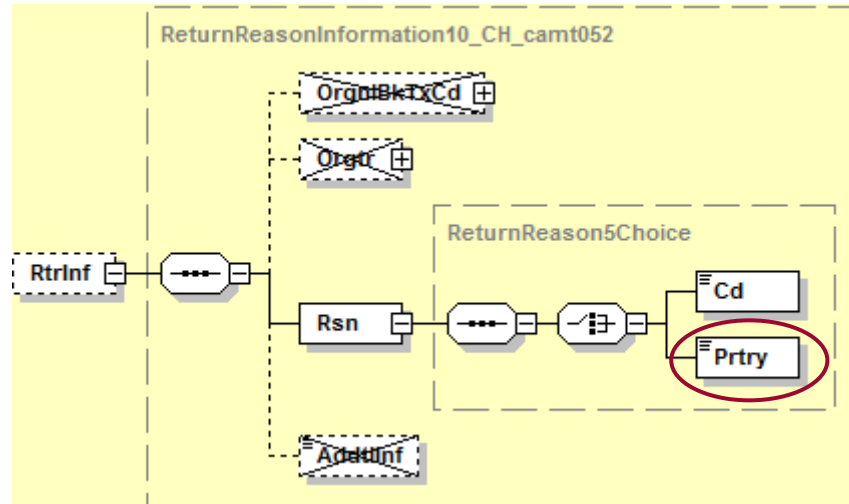 ReturnReasonInformation10_CH_camt052
OrgnlBkTxCd
Orgtr
ReturnReason5Choice
RtrInf
Cd
Rsn
Prtry
AddtlInf